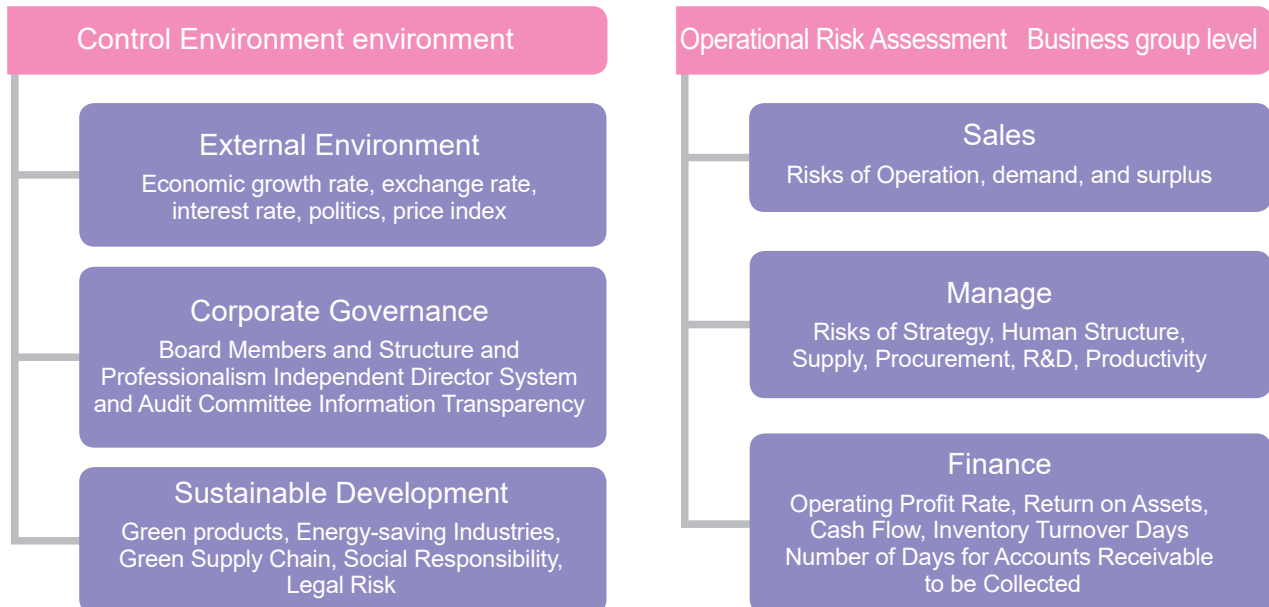 Control Environment environment
External Environment
Economic growth rate, exchange rate,
interest rate, politics, price index
Corporate Governance
Board Members and Structure and
Professionalism Independent Director System
and Audit Committee Information Transparency
Sustainable Development
Green products, Energy-saving Industries,
Green Supply Chain, Social Responsibility,
Legal Risk
Operational Risk Assessment Business group level
Sales
Risks of Operation, demand, and surplus
Manage
Risks of Strategy, Human Structure,
Supply, Procurement, R&D, Productivity
Finance
Operating Profit Rate, Return on Assets,
Cash Flow, Inventory Turnover Days
Number of Days for Accounts Receivable
to be Collected